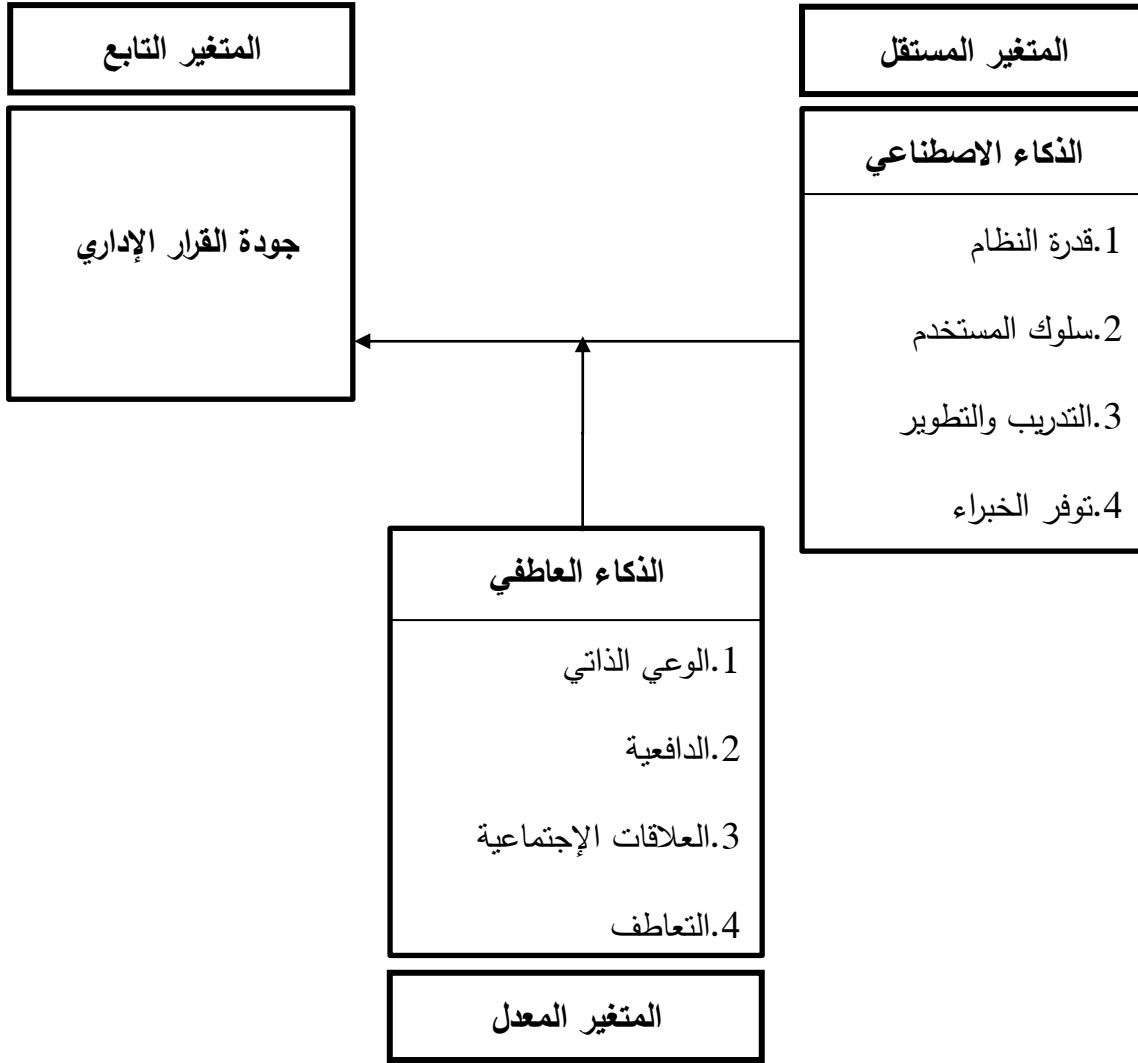 المتغير المستقل
الذكاء الاصطناعي
1.قدرة النظام
2.سلوك المستخدم
3.التدريب والتطوير
4.توفر الخبراء
المتغير التابع
جودة القرار الإداري
الذكاء العاطفي
1.الوعي الذاتي
2.الدافعية
3.العلاقات الإجتماعية
4.التعاطف
المتغير المعدل